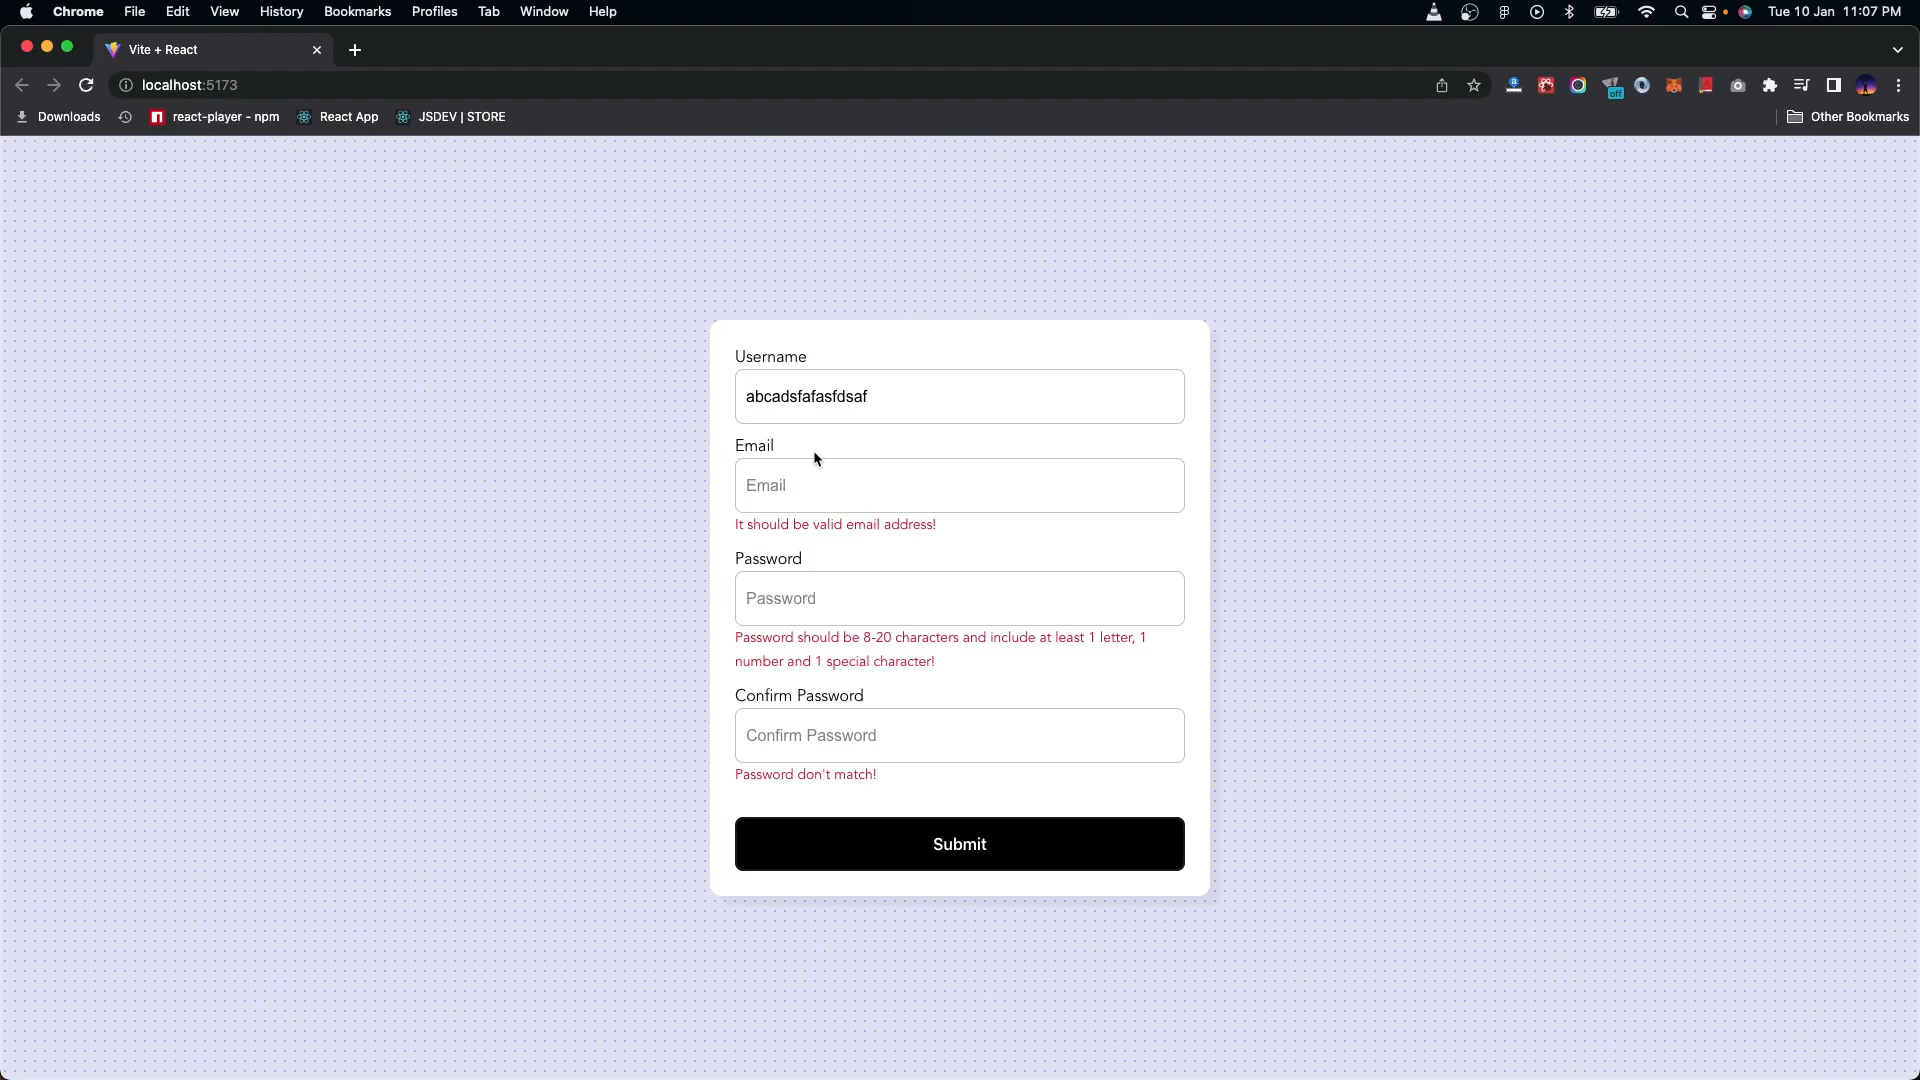 Chrome File Edit View History Bookmarks Profiles Tab Window Help Tue 10 Jan 11:07 PM
Vite + React
localhost:5173
off
Downloads react-player - npm React App JSDEV | STORE Other Bookmarks
Username
abcadsfafasfdsaf
Email
Email
It should be valid email address!
Password
Password
Password should be 8-20 characters and include at least 1 letter, 1
number and 1 special character!
Confirm Password
Confirm Password
Password don't match!
Submit